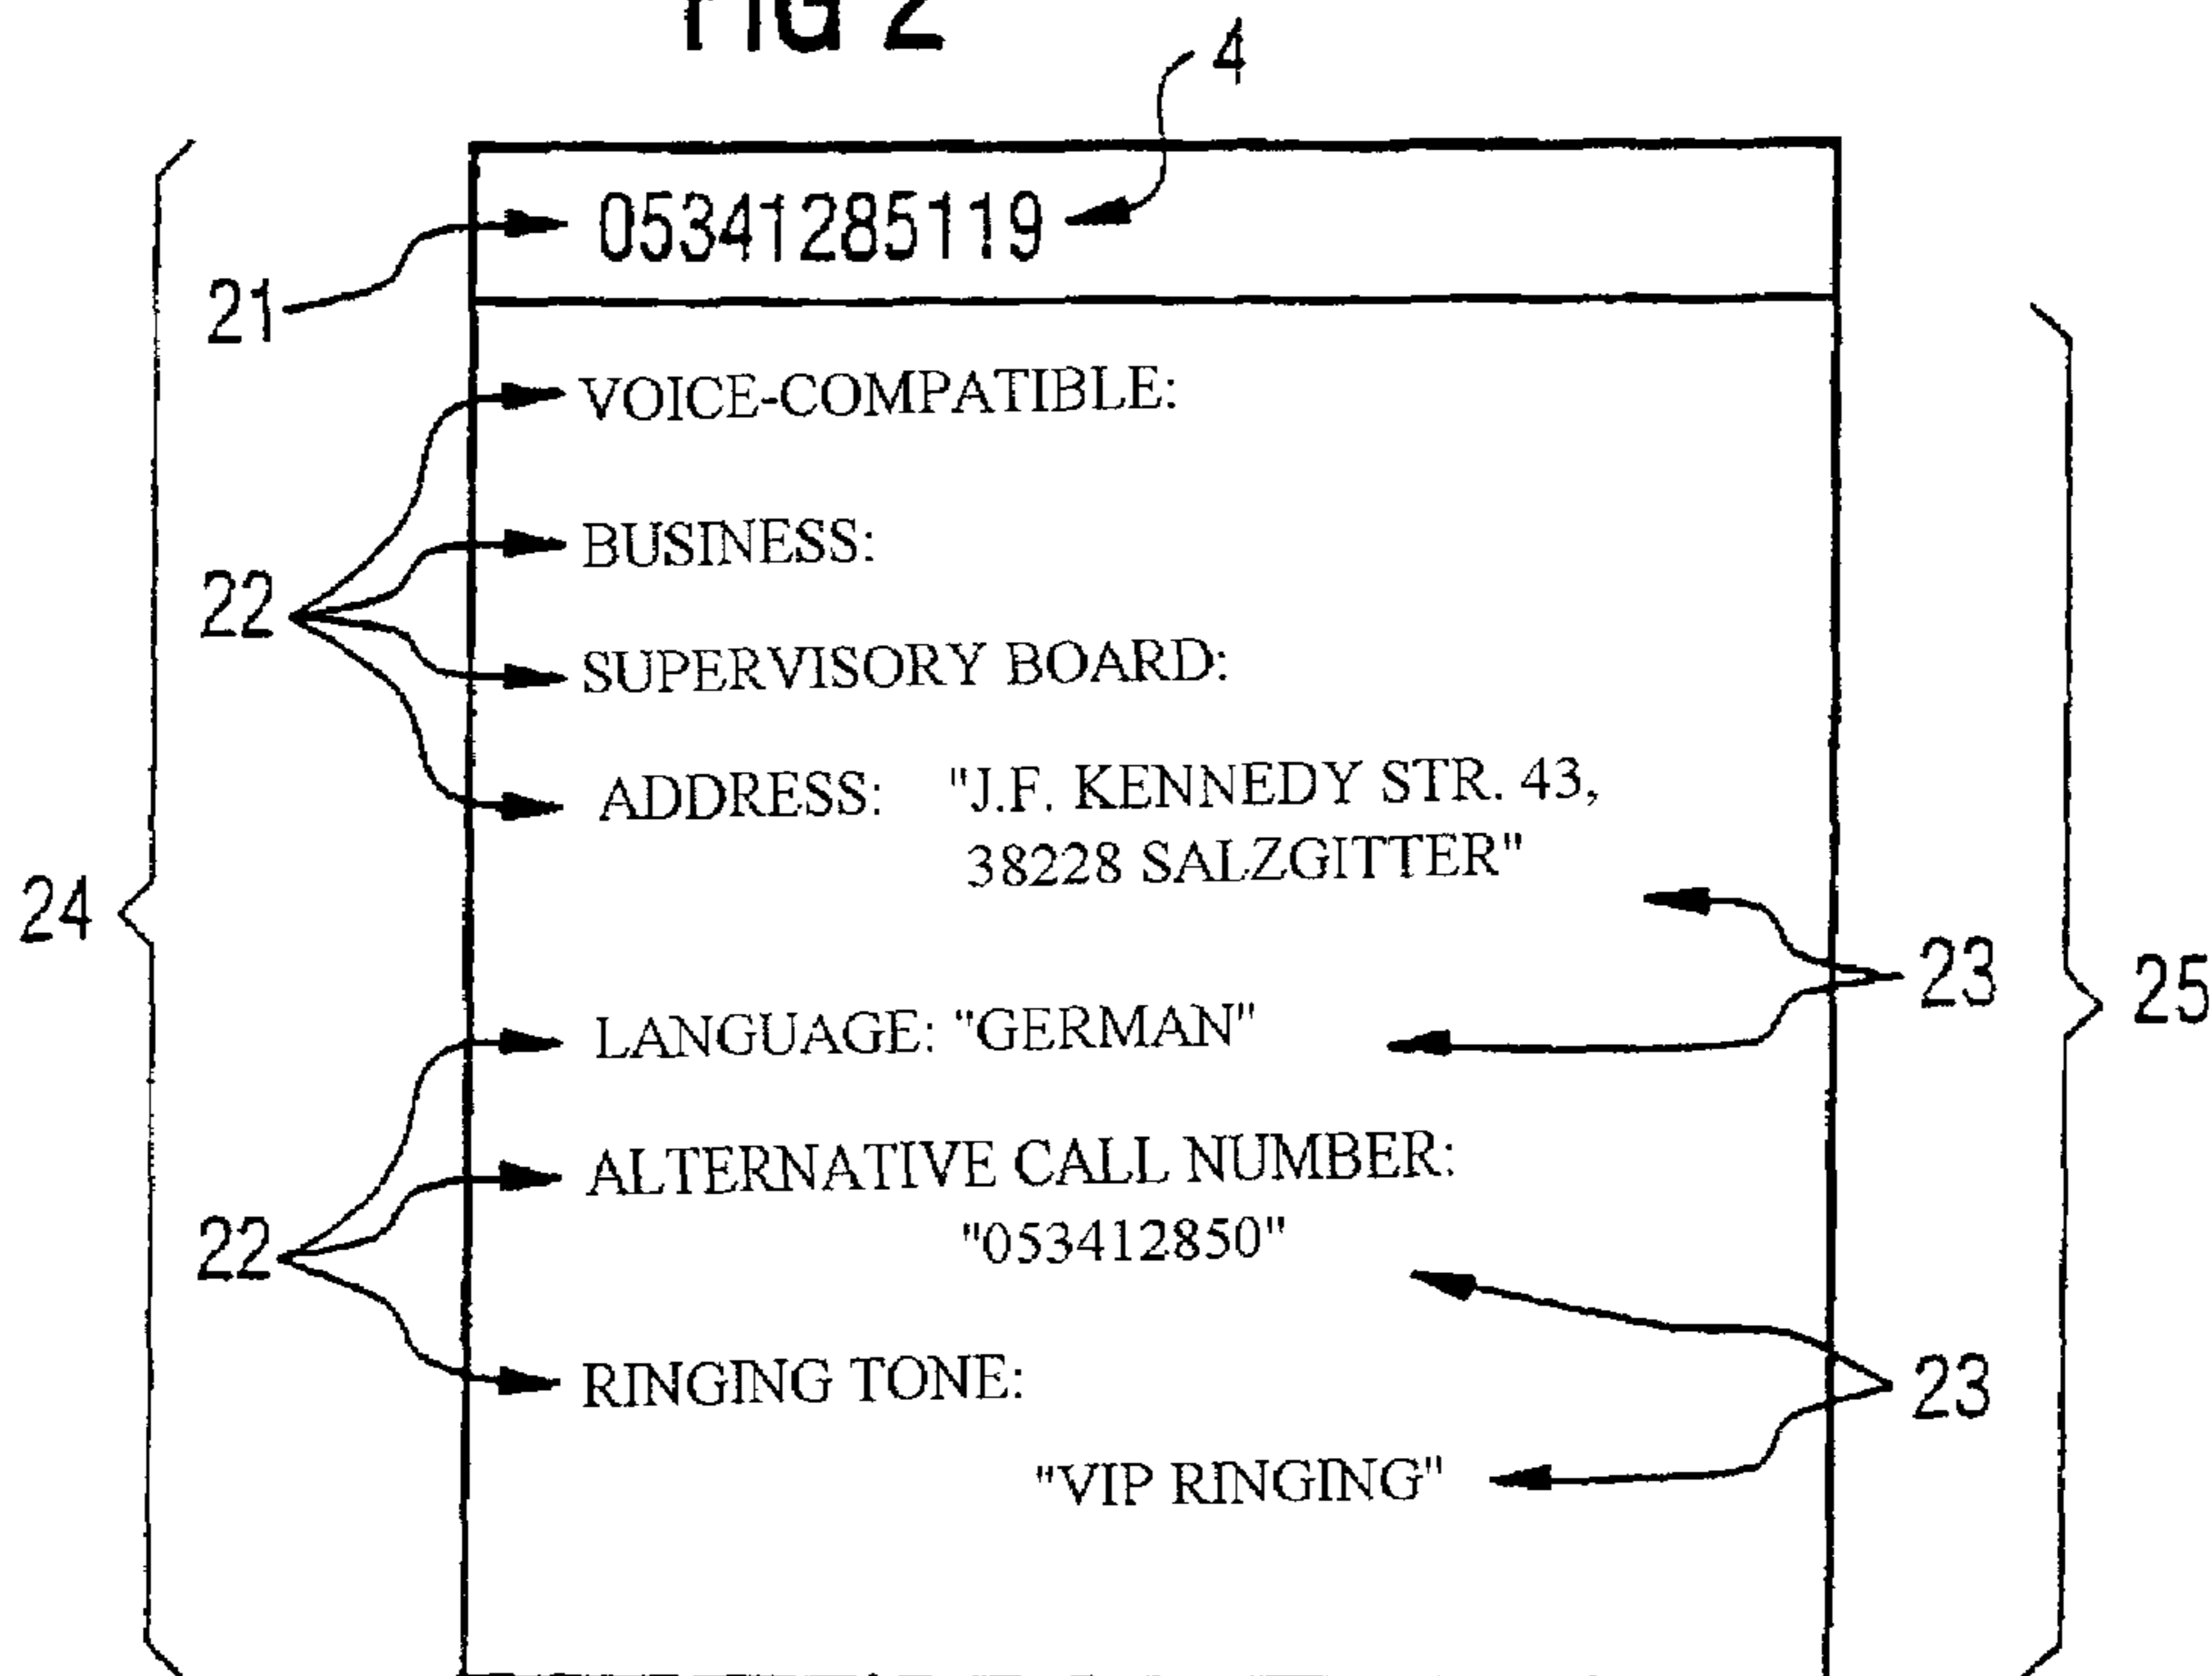 FIG 2
4
05341285119
21
VOICE-COMPATIBLE:
BUSINESS:
22
SUPERVISORY BOARD:
ADDRESS: "J.F. KENNEDY STR. 43,
38228 SALZGITTER"
24
23
25
LANGUAGE: "GERMAN"
ALTERNATIVE CALL NUMBER:
"053412850"
22
RINGING TONE:
23
"VIP RINGING"